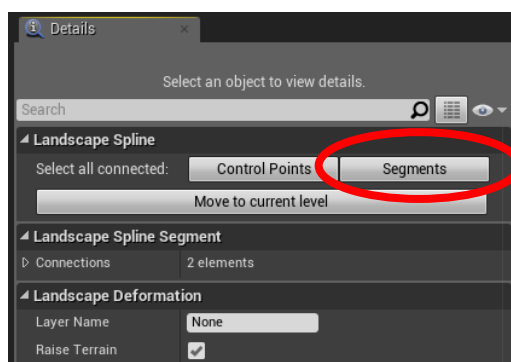 Details
Select an object to view details.
Search
Landscape Spline
Select all connected: Control Points Segments
Move to current level
Landscape Spline Segment
Connections 2 elements
Landscape Deformation
Layer Name None
Raise Terrain